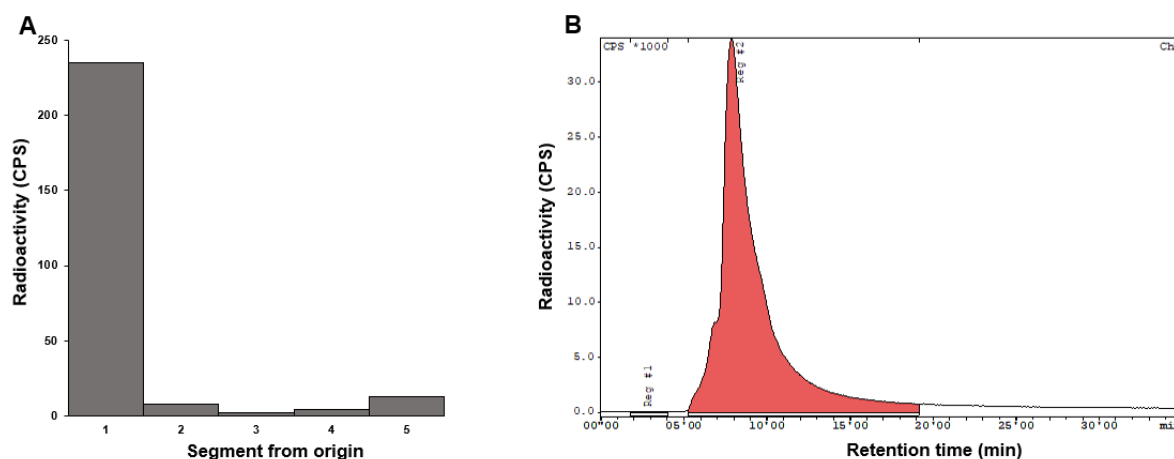 A
250
200
150
100
50
0
Radioactivity (CPS)
1 2 3 4 5
Segment from origin
B
CPS *1000 Ch
30.0
25.0
20.0
15.0
10.0
5.0
0.0
Radioactivity (CPS)
Reg #1
Reg #2
00'00 05'00 10'00 15'00 20'00 25'00 30'00 mi
Retention time (min)